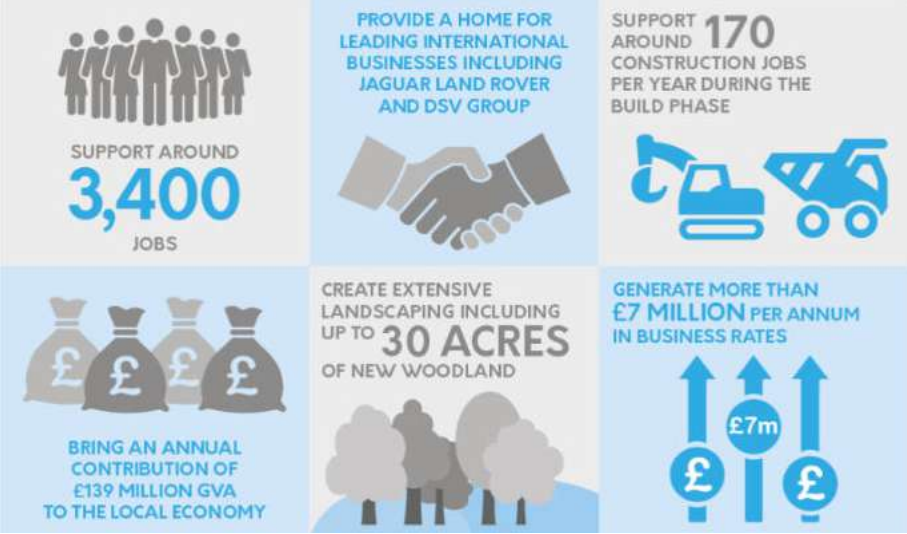 SUPPORT AROUND
3,400
JOBS
PROVIDE A HOME FOR
LEADING INTERNATIONAL
BUSINESSES INCLUDING
JAGUAR LAND ROVER
AND DSV GROUP
SUPPORT
AROUND 170
CONSTRUCTION JOBS
PER YEAR DURING THE
BUILD PHASE
£ £ £ £
BRING AN ANNUAL
CONTRIBUTION OF
£139 MILLION GVA
TO THE LOCAL ECONOMY
CREATE EXTENSIVE
LANDSCAPING INCLUDING
UP TO 30 ACRES
OF NEW WOODLAND
GENERATE MORE THAN
£7 MILLION PER ANNUM
IN BUSINESS RATES
£7m
£ £